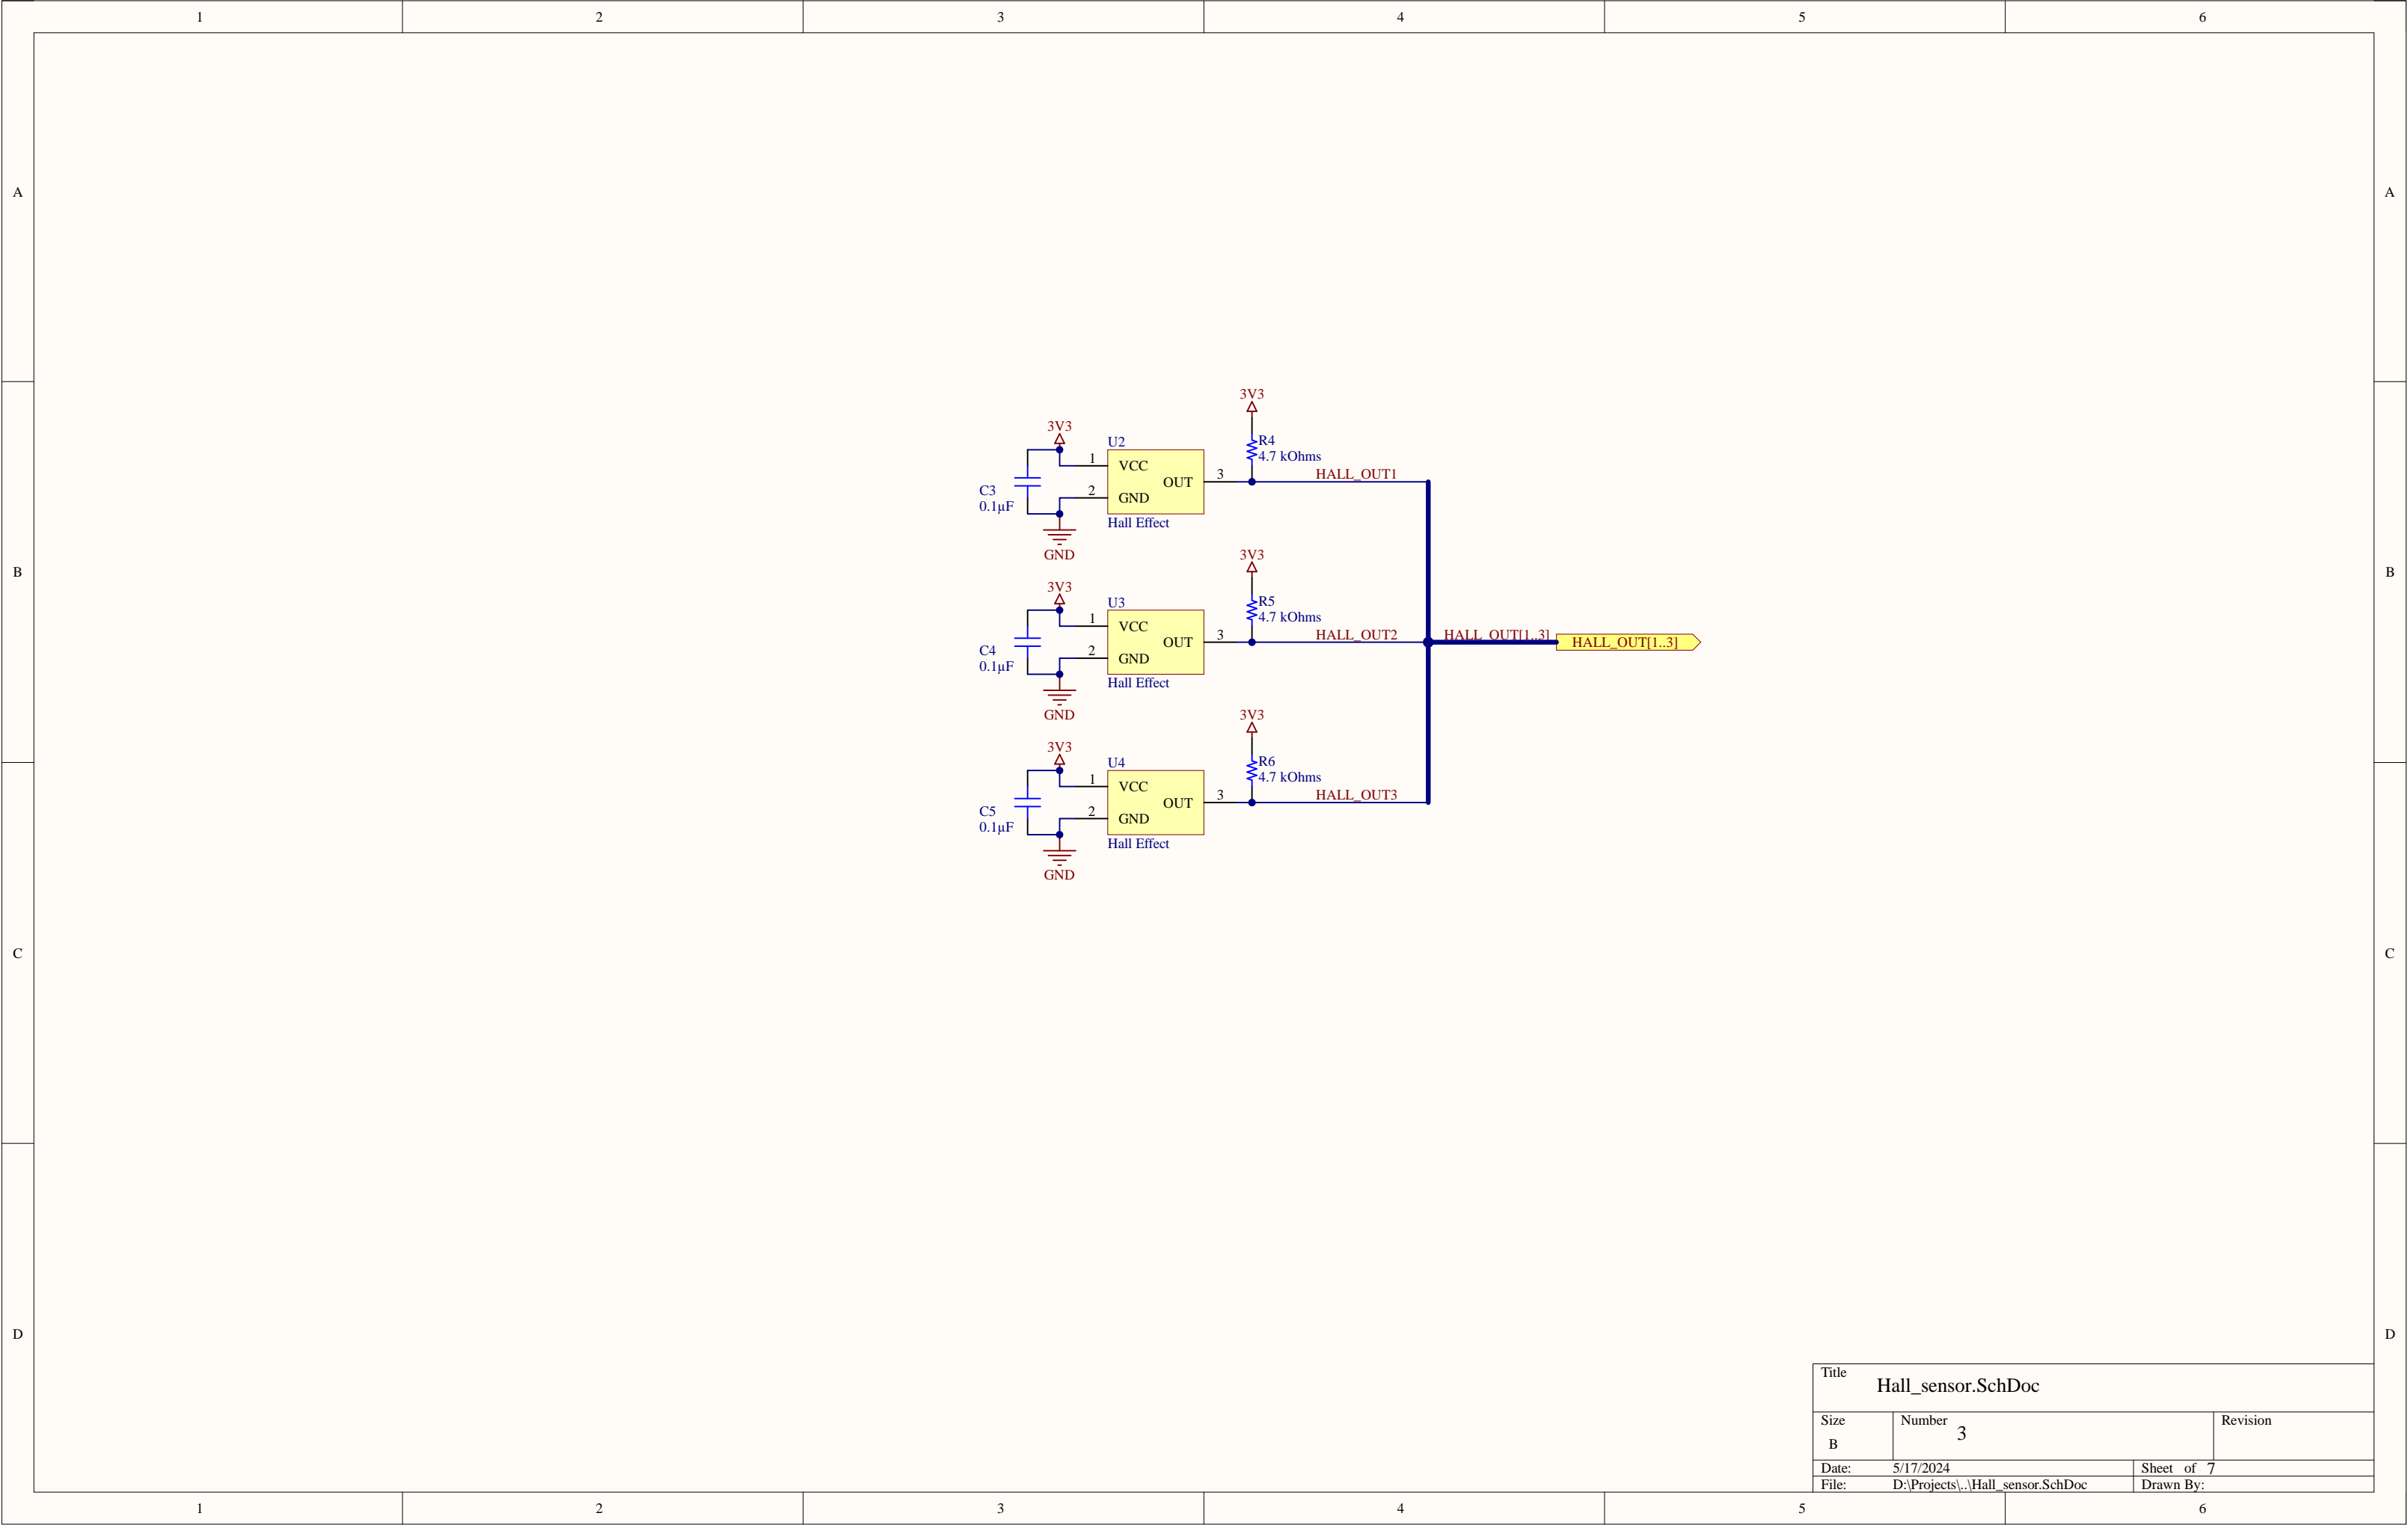 1 2 3 4 5 6
A A
3V3
3V3
R4
4.7 kOhms
U2
1 VCC
OUT 3
2 GND
HALL_OUT1
C3
0.1µF
Hall Effect
GND
B B
3V3
3V3
R5
4.7 kOhms
U3
1 VCC
OUT 3
2 GND
HALL_OUT2
HALL_OUT[1..3]
HALL_OUT[1..3]
C4
0.1µF
Hall Effect
GND
3V3
3V3
R6
4.7 kOhms
U4
1 VCC
OUT 3
2 GND
HALL_OUT3
C5
0.1µF
Hall Effect
GND
C C
D D
Title
Hall_sensor.SchDoc
Size Number Revision
B 3
Date: 5/17/2024 Sheet of 7
File: D:\Projects\..\Hall_sensor.SchDoc Drawn By:
1 2 3 4 5 6